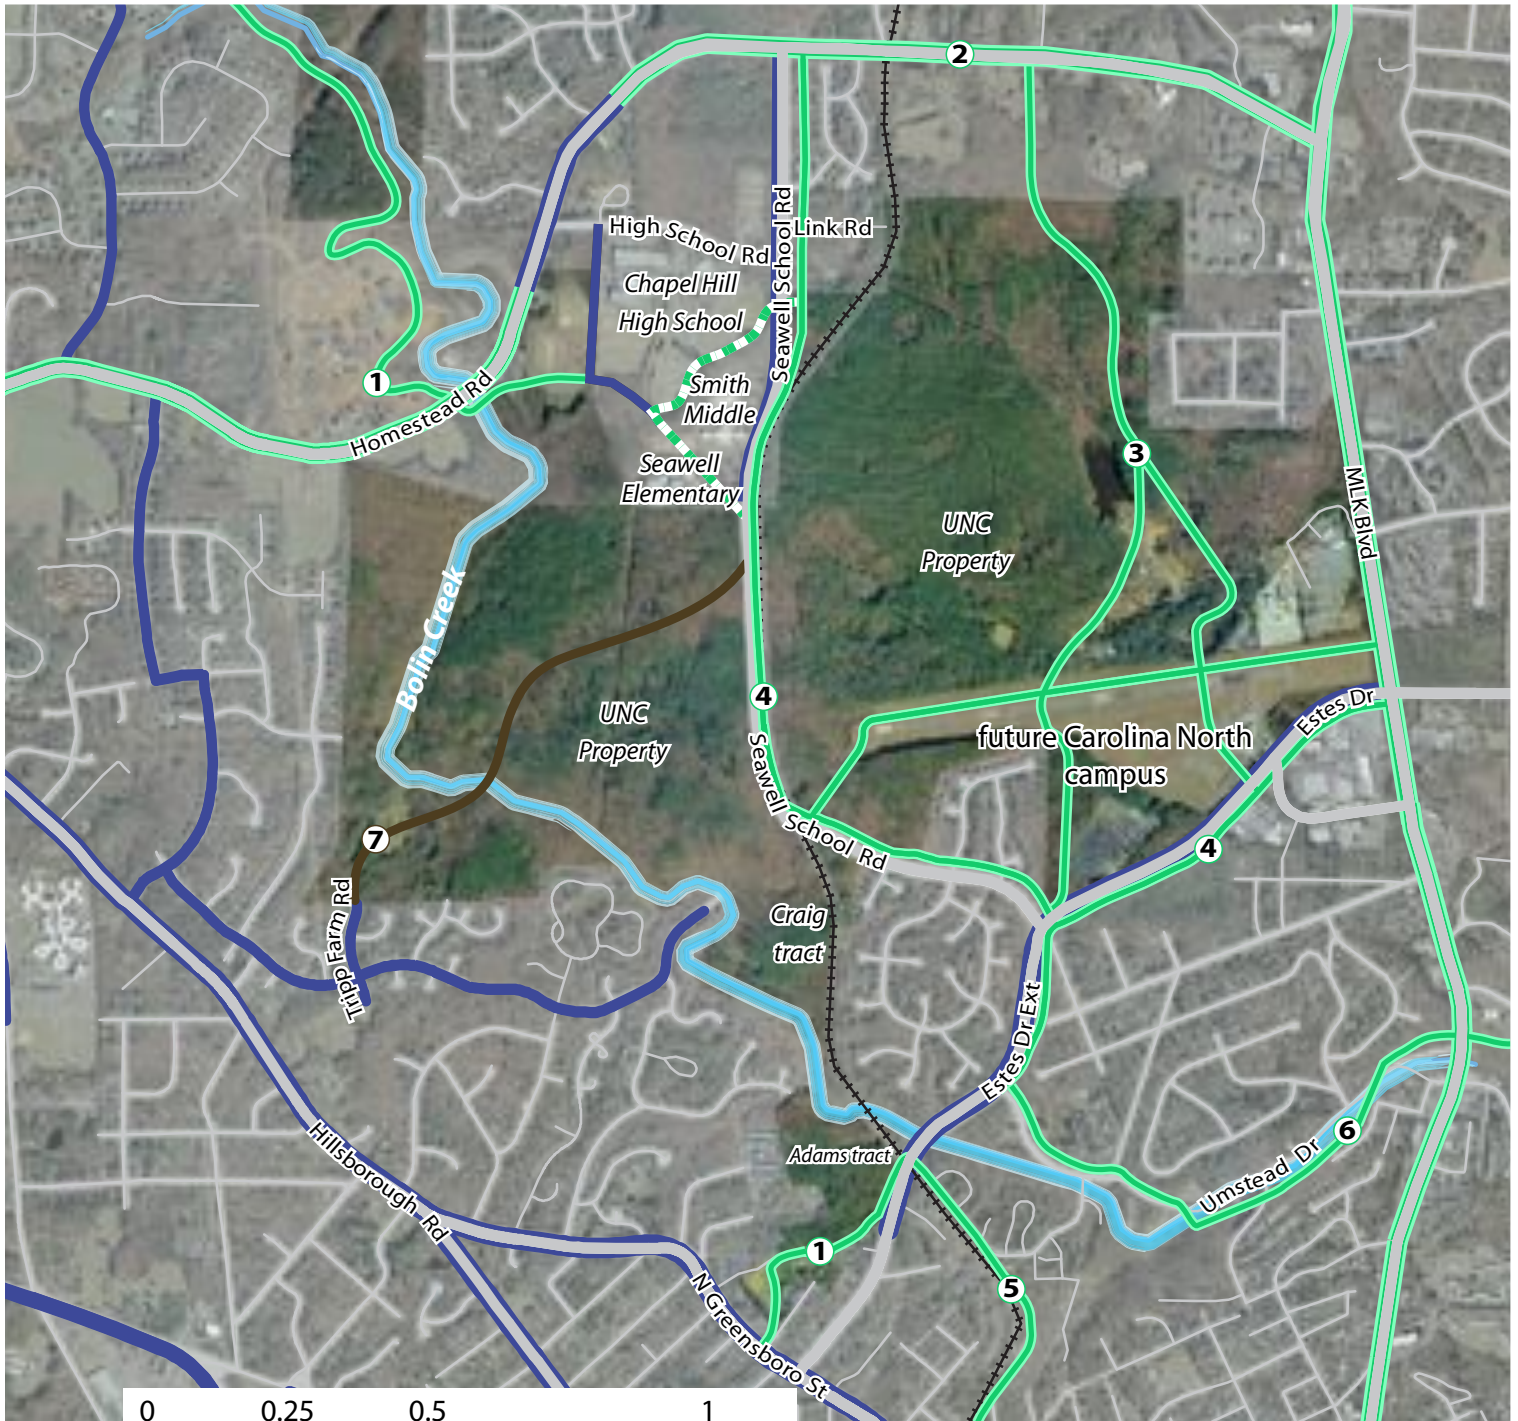 2
High School Rd
Link Rd
Seawell School Rd
Chapel Hill
High School
1
Smith
Middle
Homestead Rd
Seawell
Elementary
3
MLK Blvd
UNC
Property
Bolin Creek
4
UNC
Property
Estes Dr
future Carolina North
campus
Seawell School Rd
7
4
Tripp Farm Rd
Craig
tract
Estes Dr Ext
6
Hillsborough Rd
Adams tract
Umstead Dr
1
5
N Greensboro St
0 0.25 0.5 1